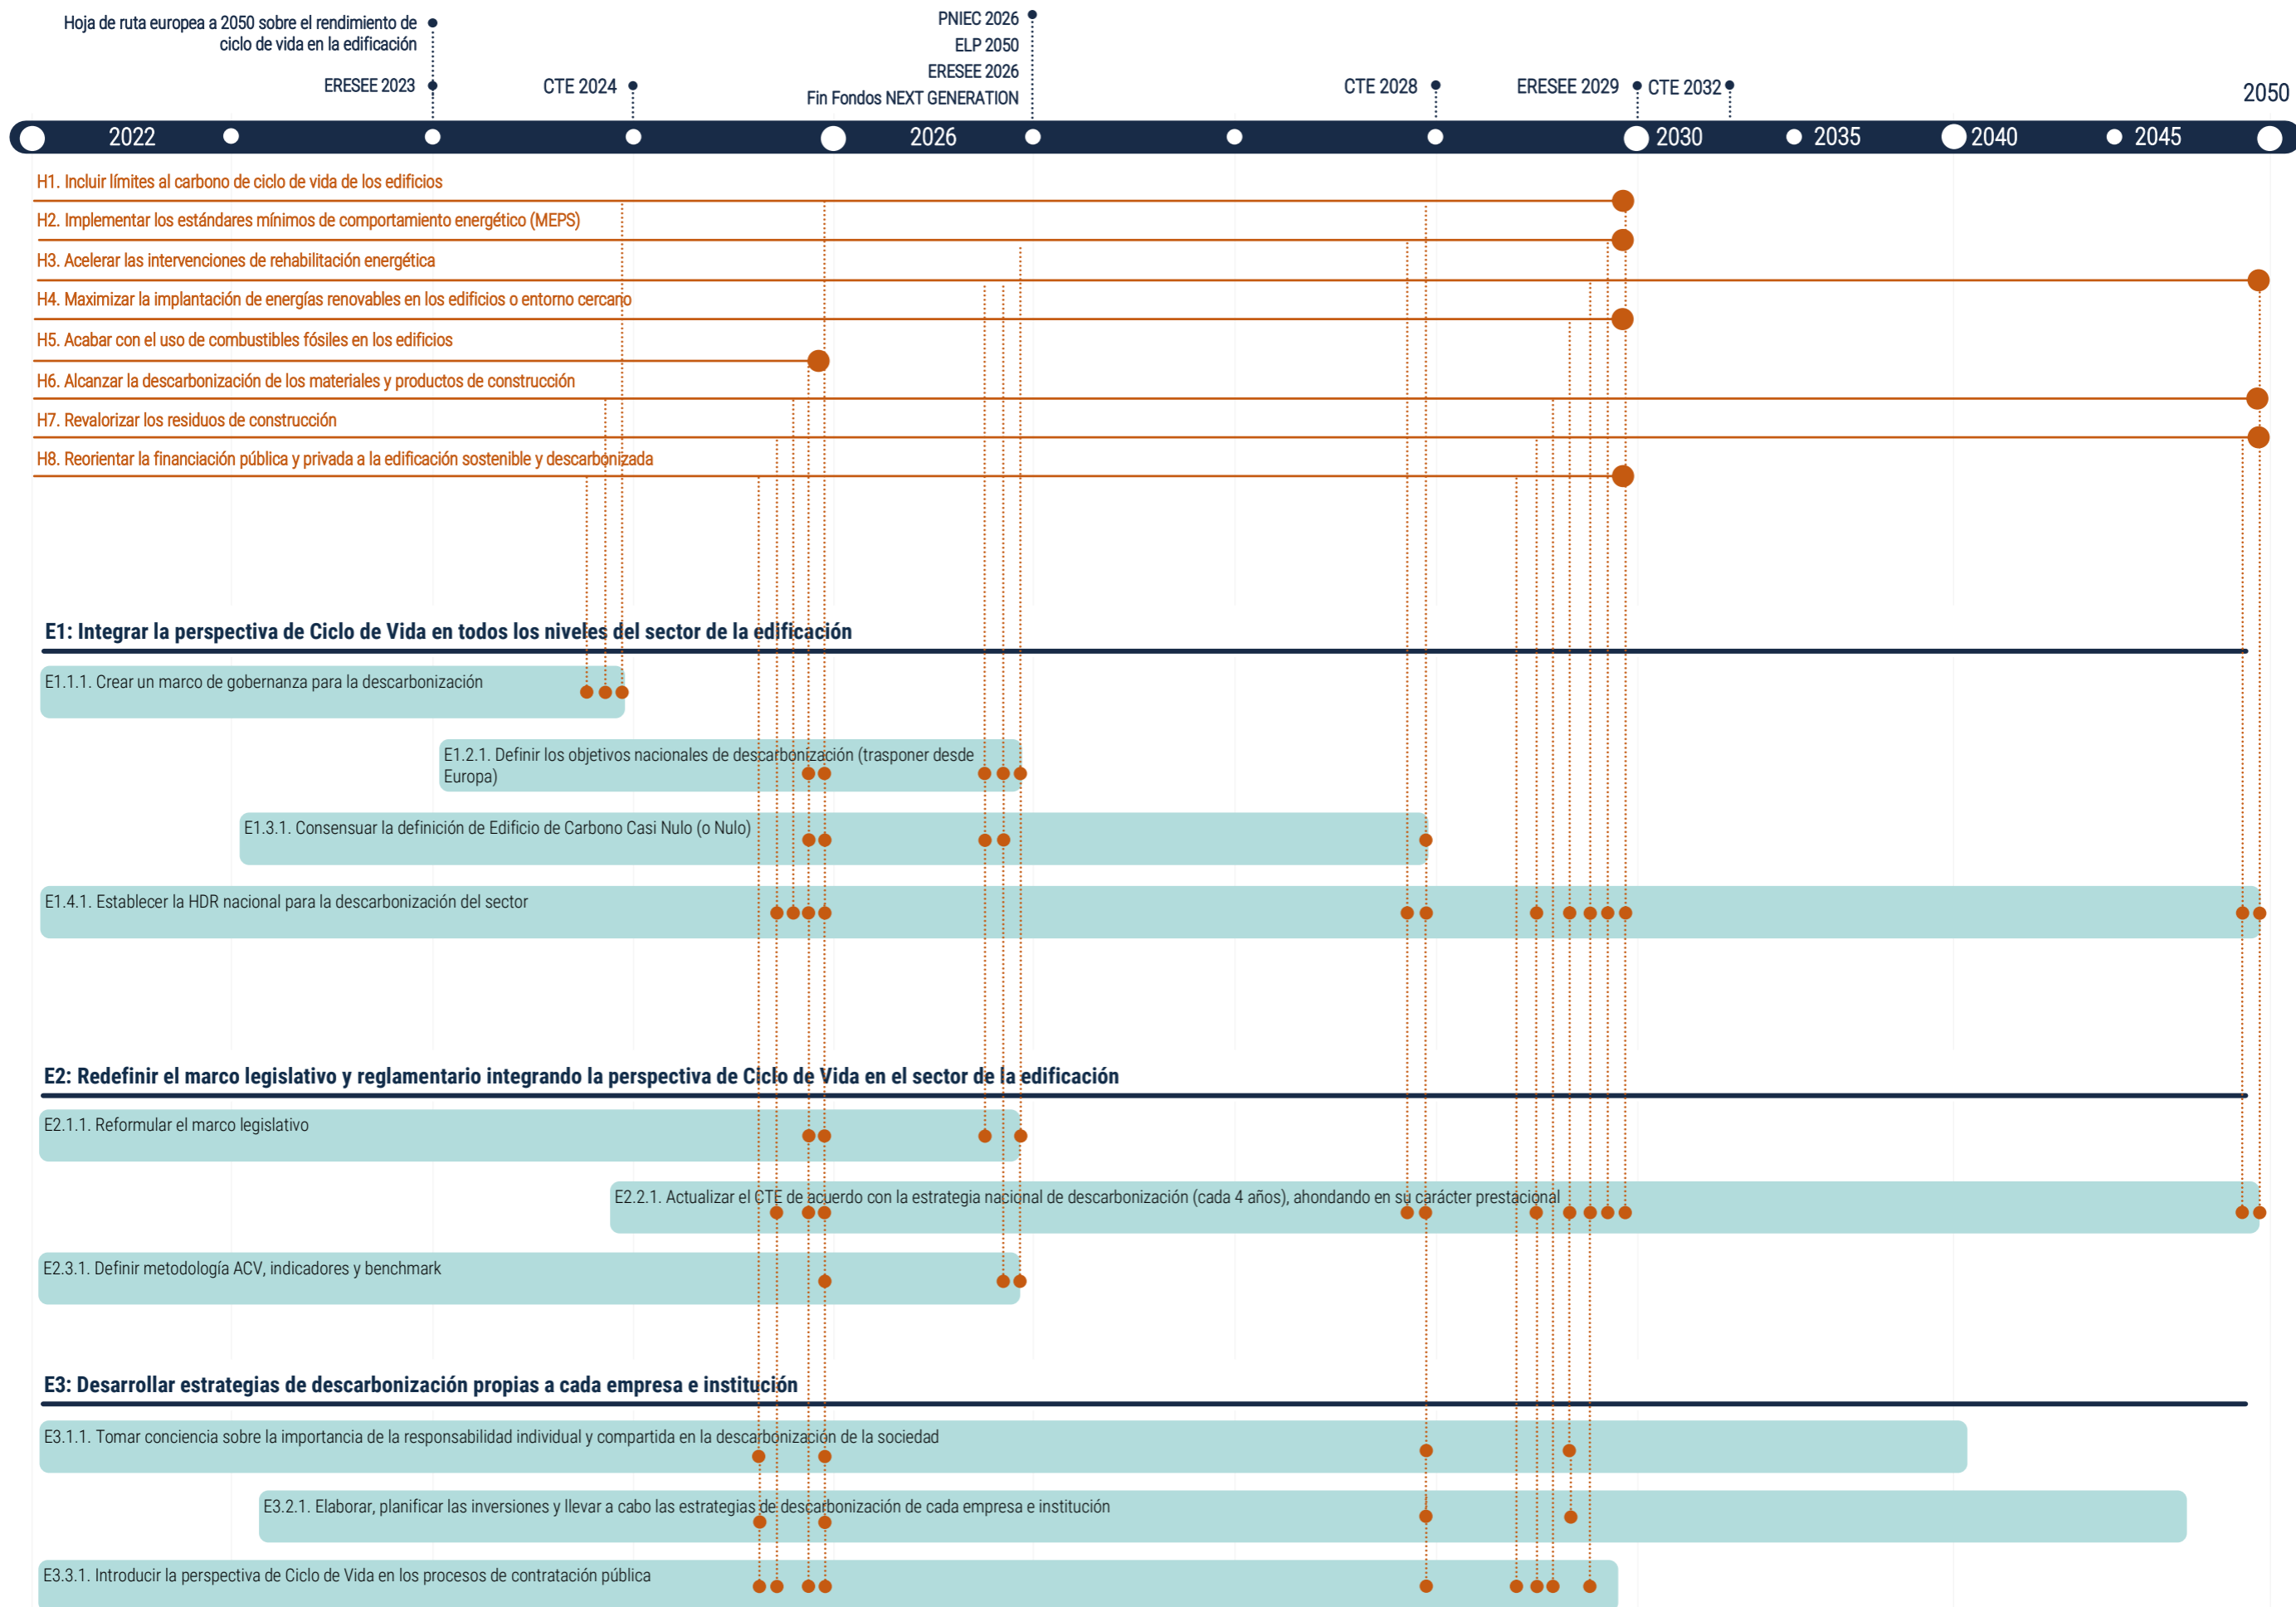 Hoja de ruta europea a 2050 sobre el rendimiento de
ciclo de vida en la edificación
ERESEE 2023
CTE 2024
PNIEC 2026
ELP 2050
ERESEE 2026
Fin Fondos NEXT GENERATION
CTE 2028
ERESEE 2029
CTE 2032
2050
2022
2026
2030
2035
2040
2045
H1. Incluir límites al carbono de ciclo de vida de los edificios
H2. Implementar los estándares mínimos de comportamiento energético (MEPS)
H3. Acelerar las intervenciones de rehabilitación energética
H4. Maximizar la implantación de energías renovables en los edificios o entorno cercano
H5. Acabar con el uso de combustibles fósiles en los edificios
H6. Alcanzar la descarbonización de los materiales y productos de construcción
H7. Revalorizar los residuos de construcción
H8. Reorientar la financiación pública y privada a la edificación sostenible y descarbonizada
E1: Integrar la perspectiva de Ciclo de Vida en todos los niveles del sector de la edificación
E1.1.1. Crear un marco de gobernanza para la descarbonización
E1.2.1. Definir los objetivos nacionales de descarbonización (trasponer desde
Europa)
E1.3.1. Consensuar la definición de Edificio de Carbono Casi Nulo (o Nulo)
E1.4.1. Establecer la HDR nacional para la descarbonización del sector
E2: Redefinir el marco legislativo y reglamentario integrando la perspectiva de Ciclo de Vida en el sector de la edificación
E2.1.1. Reformular el marco legislativo
E2.2.1. Actualizar el CTE de acuerdo con la estrategia nacional de descarbonización (cada 4 años), ahondando en su carácter prestacional
E2.3.1. Definir metodología ACV, indicadores y benchmark
E3: Desarrollar estrategias de descarbonización propias a cada empresa e institución
E3.1.1. Tomar conciencia sobre la importancia de la responsabilidad individual y compartida en la descarbonización de la sociedad
E3.2.1. Elaborar, planificar las inversiones y llevar a cabo las estrategias de descarbonización de cada empresa e institución
E3.3.1. Introducir la perspectiva de Ciclo de Vida en los procesos de contratación pública